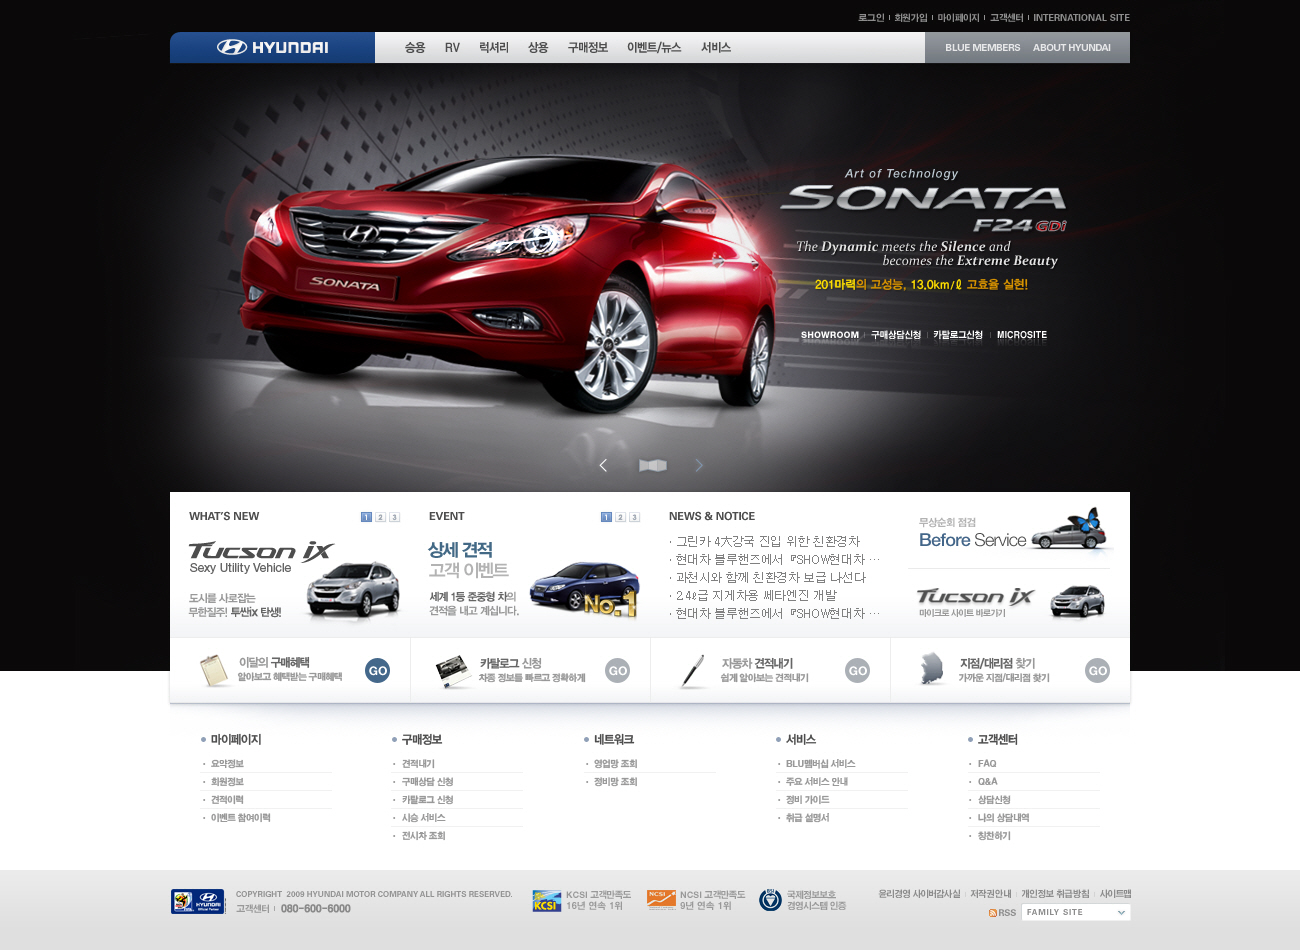 로그인 회원가입 마이페이지 고객센터 INTERNATIONAL SITE
HYUNDAI 승용 RV 럭셔리 상용 구매정보 이벤트/뉴스 서비스 BLUE MEMBERS ABOUT HYUNDAI
Art of Technology
SONATA
F24 GDi
The Dynamic meets the Silence and
becomes the Extreme Beauty
201마력의 고성능, 13.0km/ℓ 고효율 실현!
SONATA
SHOWROOM 구매상담신청 카탈로그신청 MICROSITE
WHAT'S NEW 1 2 3
Tucson ix
Sexy Utility Vehicle
도시를 사로잡는
무한질주! 투싼ix 탄생!
EVENT 1 2 3
상세 견적
고객 이벤트
세계 1등 준중형 차의
견적을 내고 계십니다.
No.1
NEWS & NOTICE
· 그린카 4大강국 진입 위한 친환경차
· 현대차 블루핸즈에서 『SHOW현대차 …
· 과천시와 함께 친환경차 보급 나선다
· 2.4ℓ급 지게차용 쎄타엔진 개발
· 현대차 블루핸즈에서 『SHOW현대차 …
무상순회 점검
Before Service
Tucson ix
마이크로 사이트 바로가기
이달의 구매혜택
알아보고 혜택받는 구매혜택
GO
카탈로그 신청
차종 정보를 빠르고 정확하게
GO
자동차 견적내기
쉽게 알아보는 견적내기
GO
지점/대리점 찾기
가까운 지점/대리점 찾기
GO
마이페이지
요약정보
회원정보
견적이력
이벤트 참여이력
구매정보
견적내기
구매상담 신청
카탈로그 신청
시승 서비스
전시차 조회
네트워크
영업망 조회
정비망 조회
서비스
BLU멤버십 서비스
주요 서비스 안내
정비 가이드
취급 설명서
고객센터
FAQ
Q&A
상담신청
나의 상담내역
칭찬하기
HYUNDAI
COPYRIGHT 2009 HYUNDAI MOTOR COMPANY ALL RIGHTS RESERVED.
고객센터 080-600-6000
KCSI
KCSI 고객만족도
16년 연속 1위
NCSI
NCSI 고객만족도
9년 연속 1위
국제정보보호
경영시스템 인증
윤리경영 사이버감사실 저작권안내 개인정보 취급방침 사이트맵
RSS FAMILY SITE